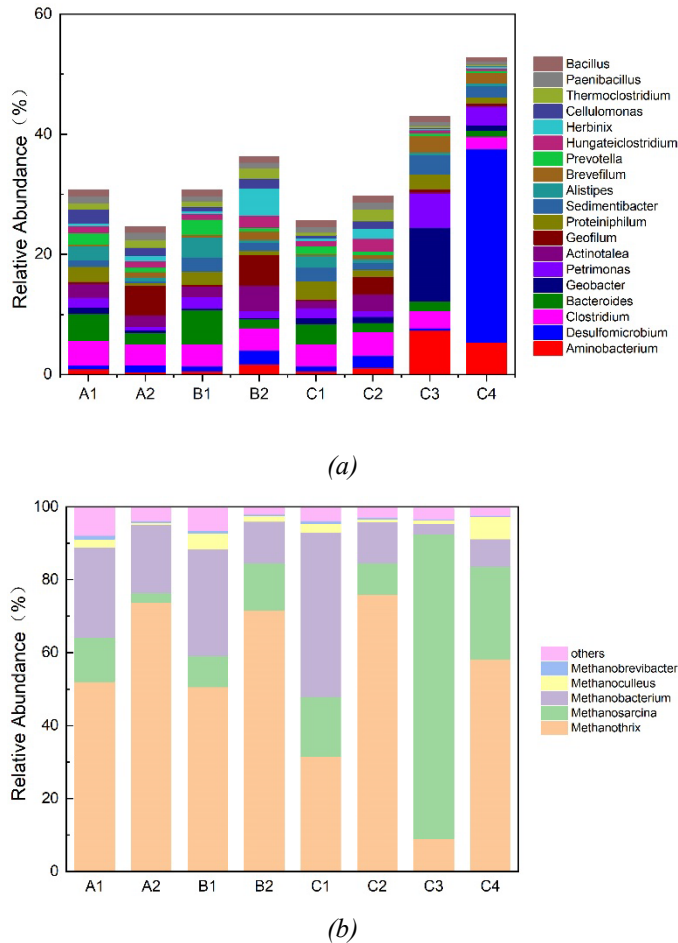 60
40
20
0
Relative Abundance（%）
A1 A2 B1 B2 C1 C2 C3 C4
Bacillus
Paenibacillus
Thermoclostridium
Cellulomonas
Herbinix
Hungateiclostridium
Prevotella
Brevefilum
Alistipes
Sedimentibacter
Proteiniphilum
Geofilum
Actinotalea
Petrimonas
Geobacter
Bacteroides
Clostridium
Desulfomicrobium
Aminobacterium
(a)
100
80
60
40
20
0
Relative Abundance（%）
A1 A2 B1 B2 C1 C2 C3 C4
others
Methanobrevibacter
Methanoculleus
Methanobacterium
Methanosarcina
Methanothrix
(b)